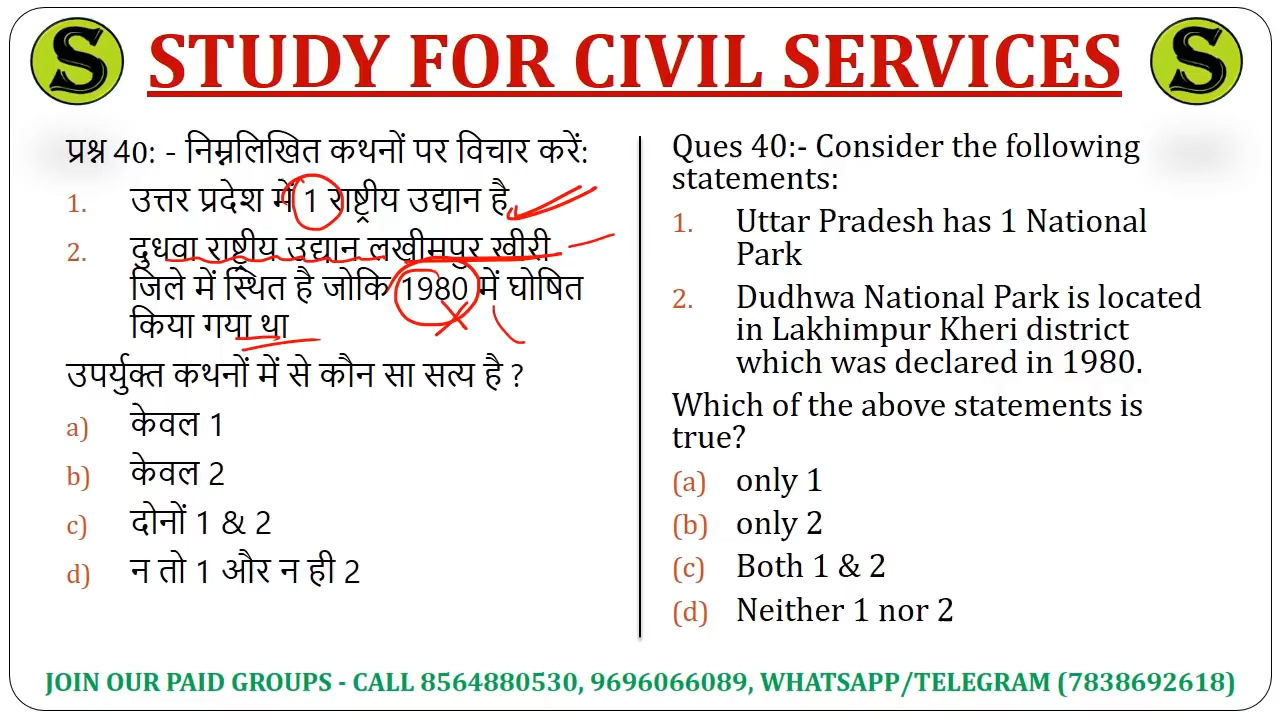 S
STUDY FOR CIVIL SERVICES
S
प्रश्न 40: - निम्नलिखित कथनों पर विचार करें:
1. उत्तर प्रदेश में 1 राष्ट्रीय उद्यान है
2. दुधवा राष्ट्रीय उद्यान लखीमपुर खीरी
जिले में स्थित है जोकि 1980 में घोषित
किया गया था
उपर्युक्त कथनों में से कौन सा सत्य है ?
a) केवल 1
b) केवल 2
c) दोनों 1 & 2
d) न तो 1 और न ही 2
Ques 40:- Consider the following
statements:
1. Uttar Pradesh has 1 National
Park
2. Dudhwa National Park is located
in Lakhimpur Kheri district
which was declared in 1980.
Which of the above statements is
true?
(a) only 1
(b) only 2
(c) Both 1 & 2
(d) Neither 1 nor 2
JOIN OUR PAID GROUPS - CALL 8564880530, 9696066089, WHATSAPP/TELEGRAM (7838692618)